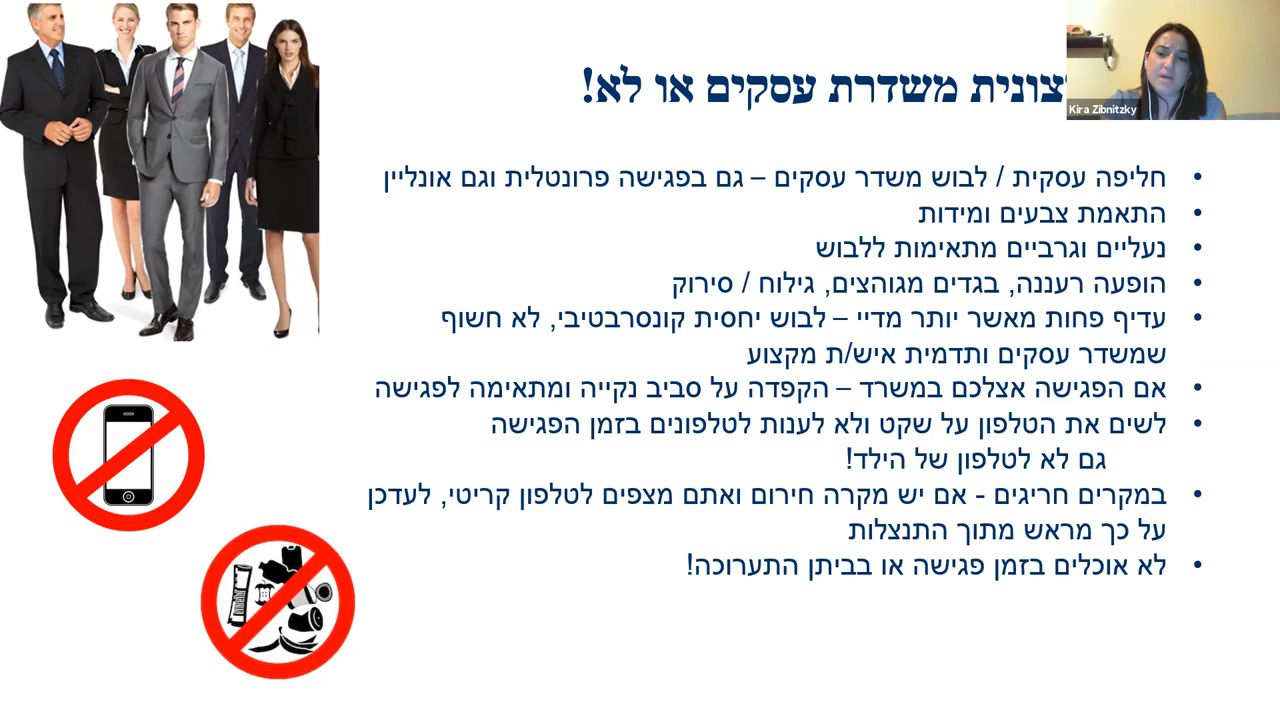 משדרת עסקים או לא!
Kira Zibnitzky
• חליפה עסקית / לבוש משדר עסקים – גם בפגישה פרונטלית וגם אונליין
• התאמת צבעים ומידות
• נעליים וגרביים מתאימות ללבוש
• הופעה רעננה, בגדים מגוהצים, גילוח / סירוק
• עדיף פחות מאשר יותר מדיי – לבוש יחסית קונסרבטיבי, לא חשוף
שמשדר עסקים ותדמית איש/ת מקצוע
• אם הפגישה אצלכם במשרד – הקפדה על סביב נקייה ומתאימה לפגישה
• לשים את הטלפון על שקט ולא לענות לטלפונים בזמן הפגישה
גם לא לטלפון של הילד!
• במקרים חריגים - אם יש מקרה חירום ואתם מצפים לטלפון קריטי, לעדכן
על כך מראש מתוך התנצלות
• לא אוכלים בזמן פגישה או בביתן התערוכה!